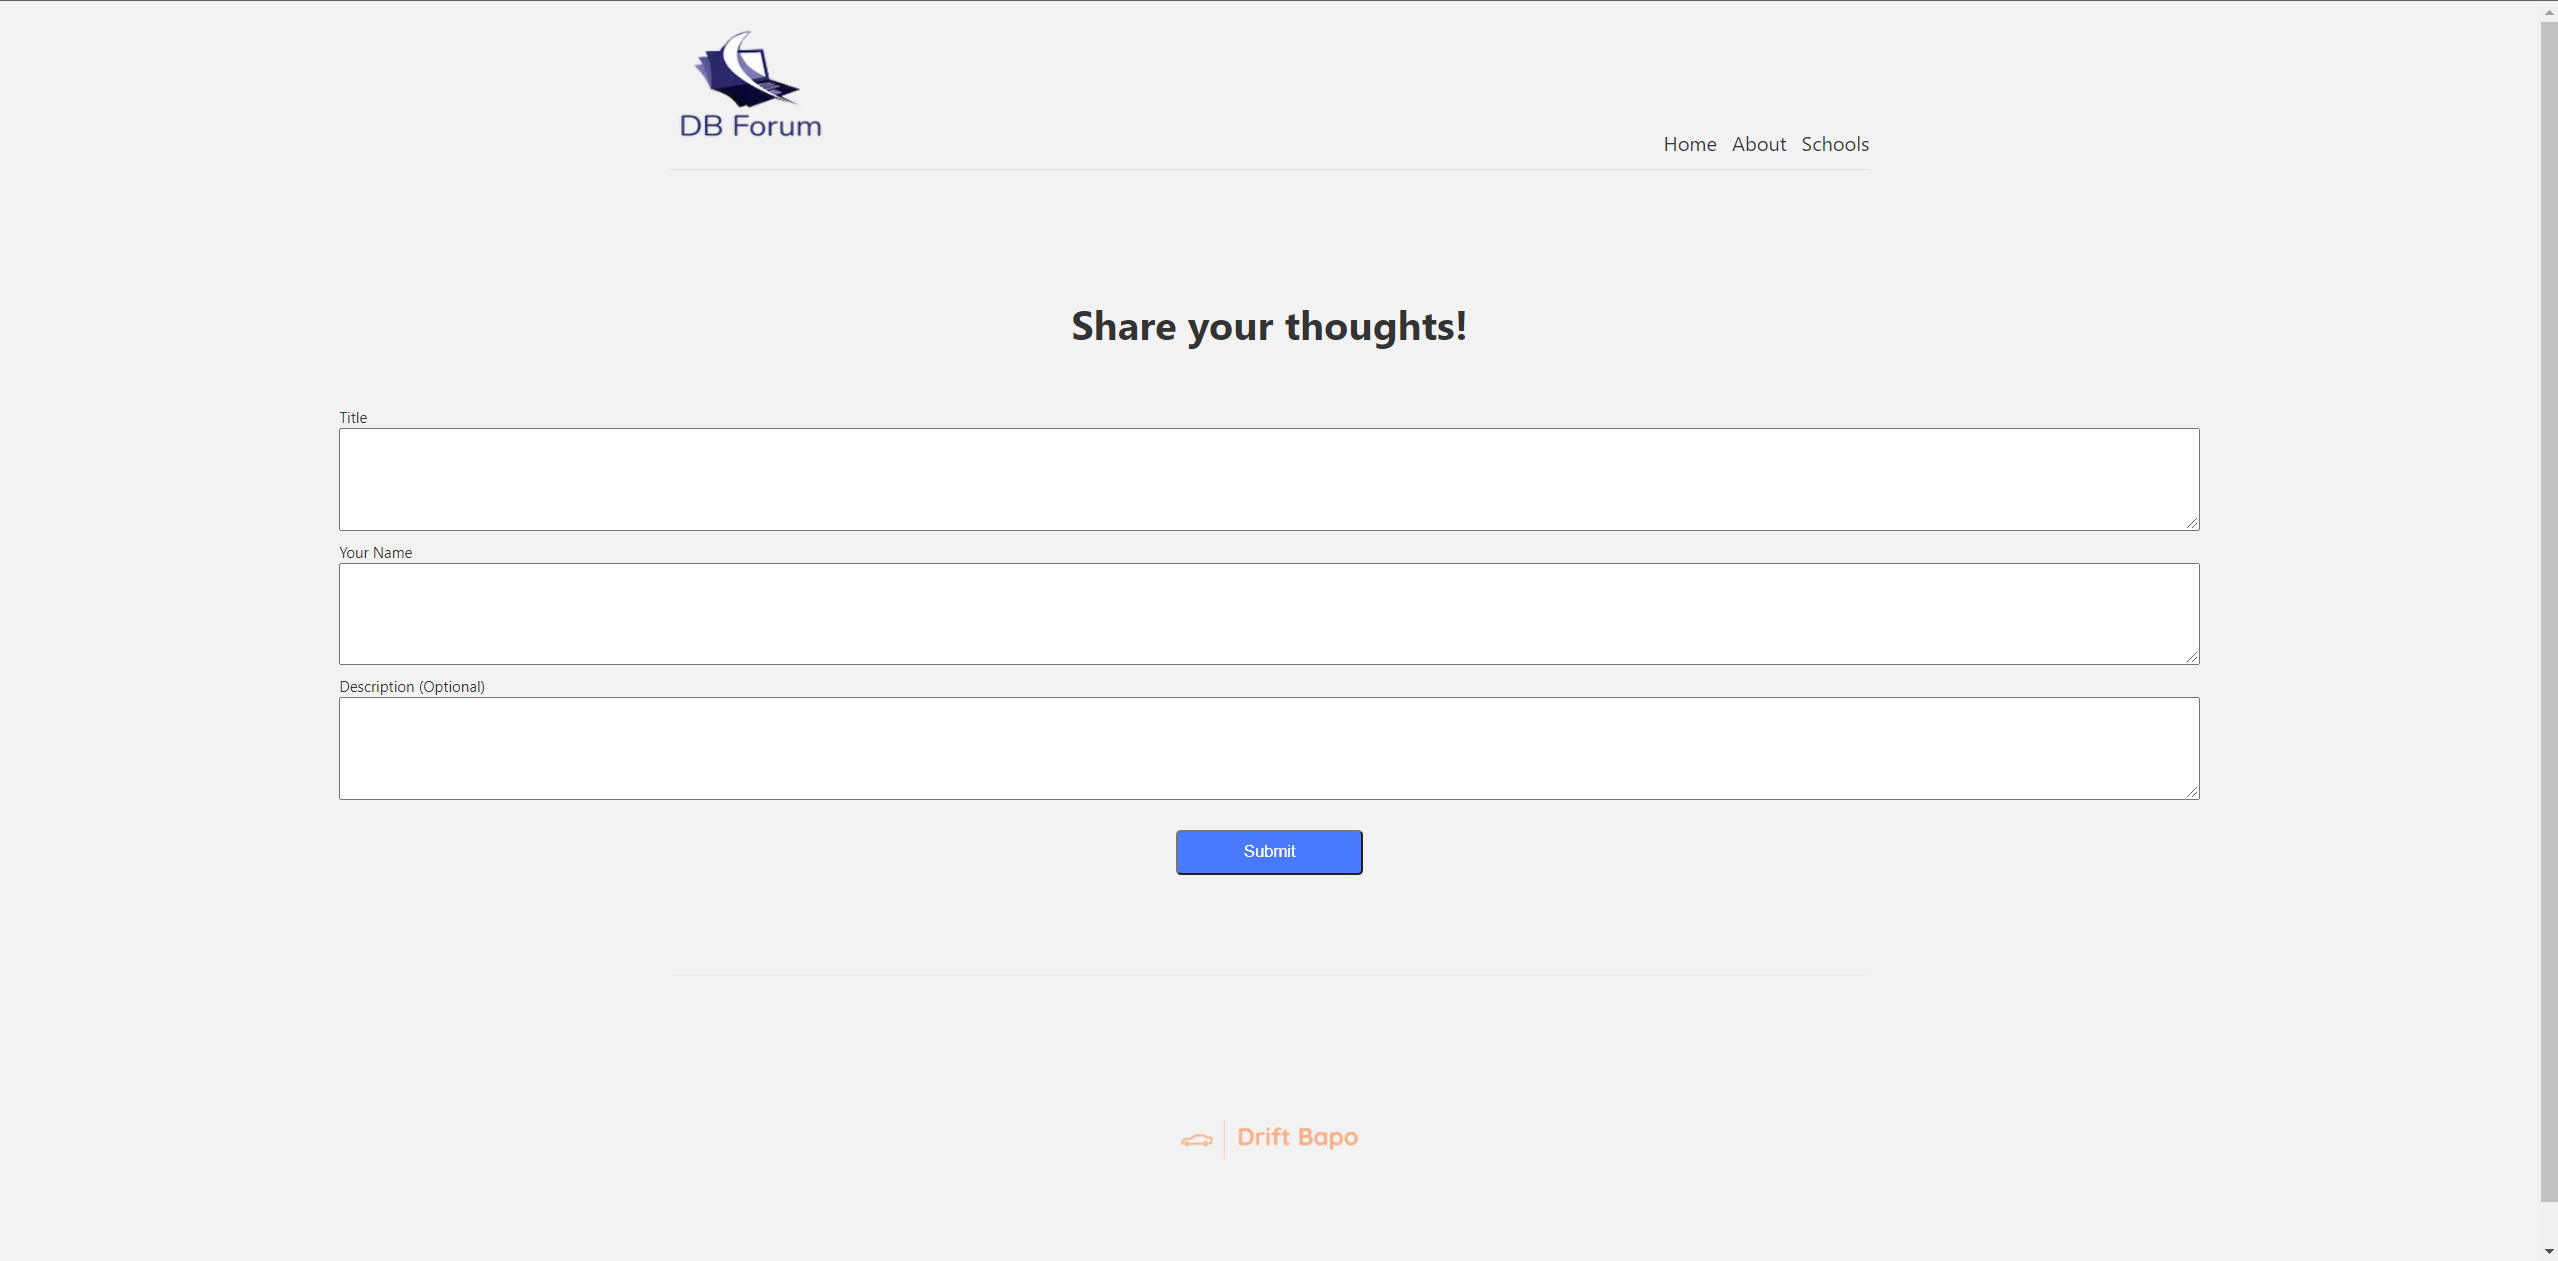 DB Forum
Home About Schools
Share your thoughts!
Title
Your Name
Description (Optional)
Submit
Drift Bapo